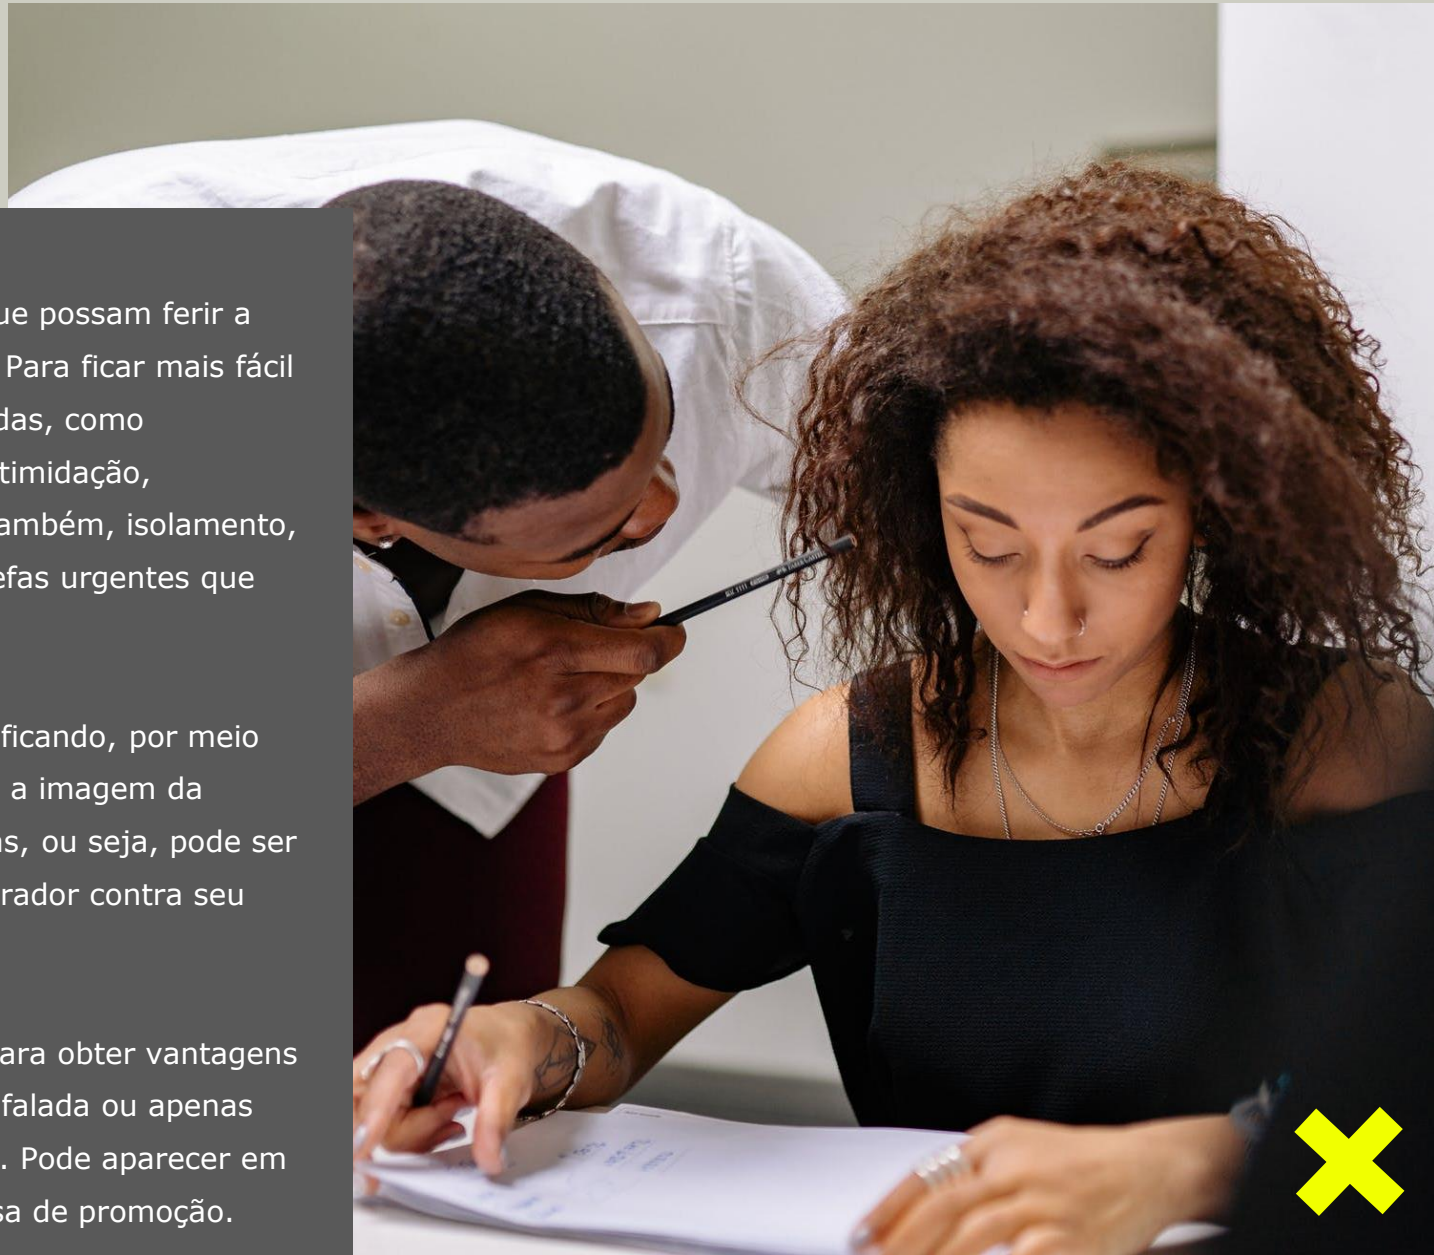 ue possam ferir a
Para ficar mais fácil
das, como
timidação,
ambém, isolamento,
efas urgentes que
ficando, por meio
a imagem da
as, ou seja, pode ser
rador contra seu
ara obter vantagens
falada ou apenas
. Pode aparecer em
sa de promoção.